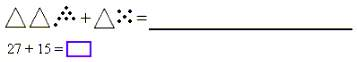 + =
27 + 15 =